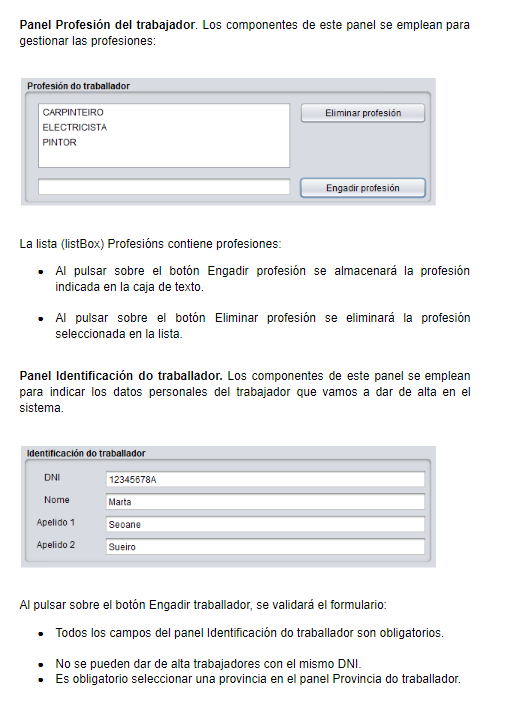 Panel Profesión del trabajador. Los componentes de este panel se emplean para
gestionar las profesiones:
Profesión do traballador
CARPINTEIRO
ELECTRICISTA
PINTOR
Eliminar profesión
Engadir profesión
La lista (listBox) Profesións contiene profesiones:
• Al pulsar sobre el botón Engadir profesión se almacenará la profesión
indicada en la caja de texto.
• Al pulsar sobre el botón Eliminar profesión se eliminará la profesión
seleccionada en la lista.
Panel Identificación do traballador. Los componentes de este panel se emplean
para indicar los datos personales del trabajador que vamos a dar de alta en el
sistema.
Identificación do traballador
DNI 12345678A
Nome Marta
Apelido 1 Seoane
Apelido 2 Sueiro
Al pulsar sobre el botón Engadir traballador, se validará el formulario:
• Todos los campos del panel Identificación do traballador son obligatorios.
• No se pueden dar de alta trabajadores con el mismo DNI.
• Es obligatorio seleccionar una provincia en el panel Provincia do traballador.